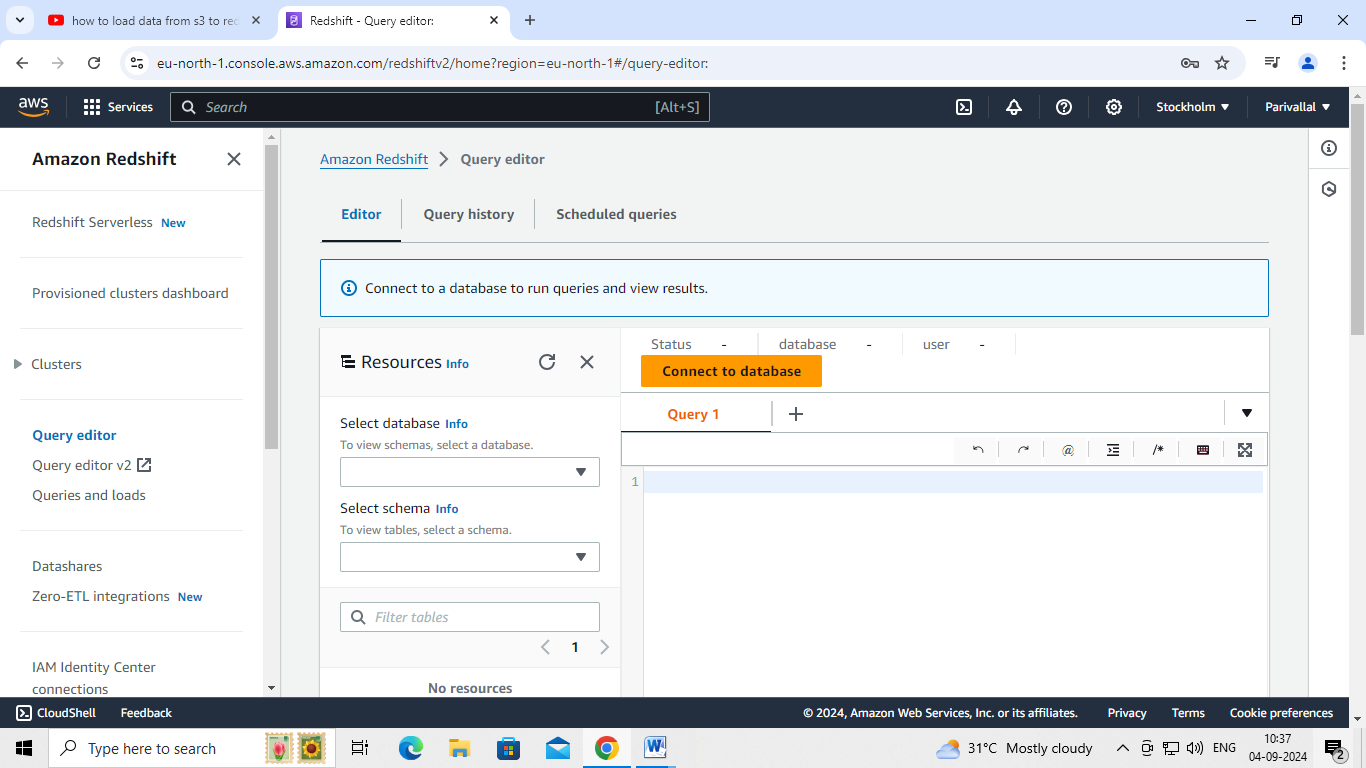 how to load data from s3 to red
Redshift - Query editor:
eu-north-1.console.aws.amazon.com/redshiftv2/home?region=eu-north-1#/query-editor:
aws
Services
Search
[Alt+S]
Stockholm
Parivallal
Amazon Redshift
Redshift Serverless New
Provisioned clusters dashboard
Clusters
Query editor
Query editor v2
Queries and loads
Datashares
Zero-ETL integrations New
IAM Identity Center
connections
Amazon Redshift
Query editor
Editor
Query history
Scheduled queries
Connect to a database to run queries and view results.
Resources Info
Select database Info
To view schemas, select a database.
Select schema Info
To view tables, select a schema.
Filter tables
1
No resources
Status -
database -
user -
Connect to database
Query 1
@
/*
1
CloudShell
Feedback
© 2024, Amazon Web Services, Inc. or its affiliates.
Privacy
Terms
Cookie preferences
Type here to search
W
31°C Mostly cloudy
ENG
10:37
04-09-2024
2